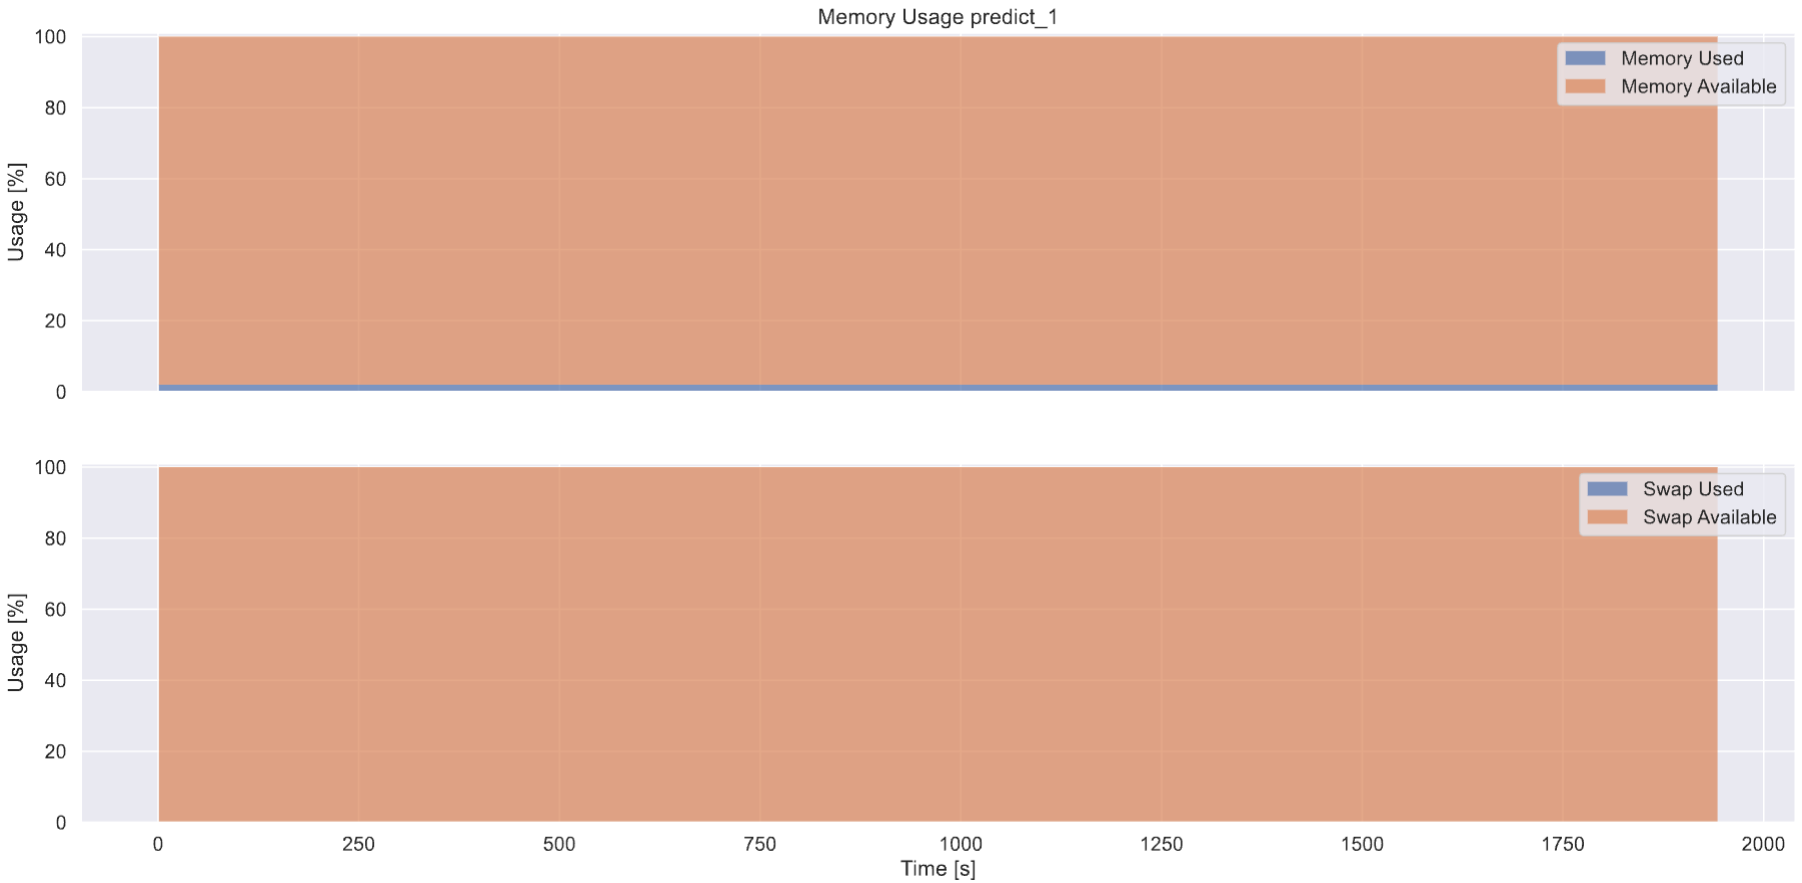 Memory Usage predict_1
100
80
60
40
20
0
Usage [%]
Memory Used
Memory Available
100
80
60
40
20
0
Usage [%]
Swap Used
Swap Available
0 250 500 750 1000 1250 1500 1750 2000
Time [s]